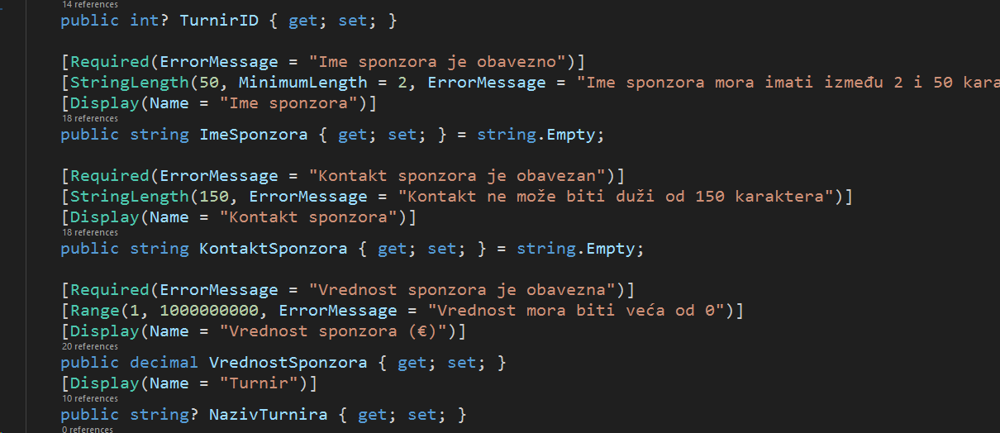 14 references
public int? TurnirID { get; set; }
[Required(ErrorMessage = "Ime sponzora je obavezno")]
[StringLength(50, MinimumLength = 2, ErrorMessage = "Ime sponzora mora imati između 2 i 50 kara
[Display(Name = "Ime sponzora")]
18 references
public string ImeSponzora { get; set; } = string.Empty;
[Required(ErrorMessage = "Kontakt sponzora je obavezan")]
[StringLength(150, ErrorMessage = "Kontakt ne može biti duži od 150 karaktera")]
[Display(Name = "Kontakt sponzora")]
18 references
public string KontaktSponzora { get; set; } = string.Empty;
[Required(ErrorMessage = "Vrednost sponzora je obavezna")]
[Range(1, 1000000000, ErrorMessage = "Vrednost mora biti veća od 0")]
[Display(Name = "Vrednost sponzora (€)")]
20 references
public decimal VrednostSponzora { get; set; }
[Display(Name = "Turnir")]
10 references
public string? NazivTurnira { get; set; }
0 references